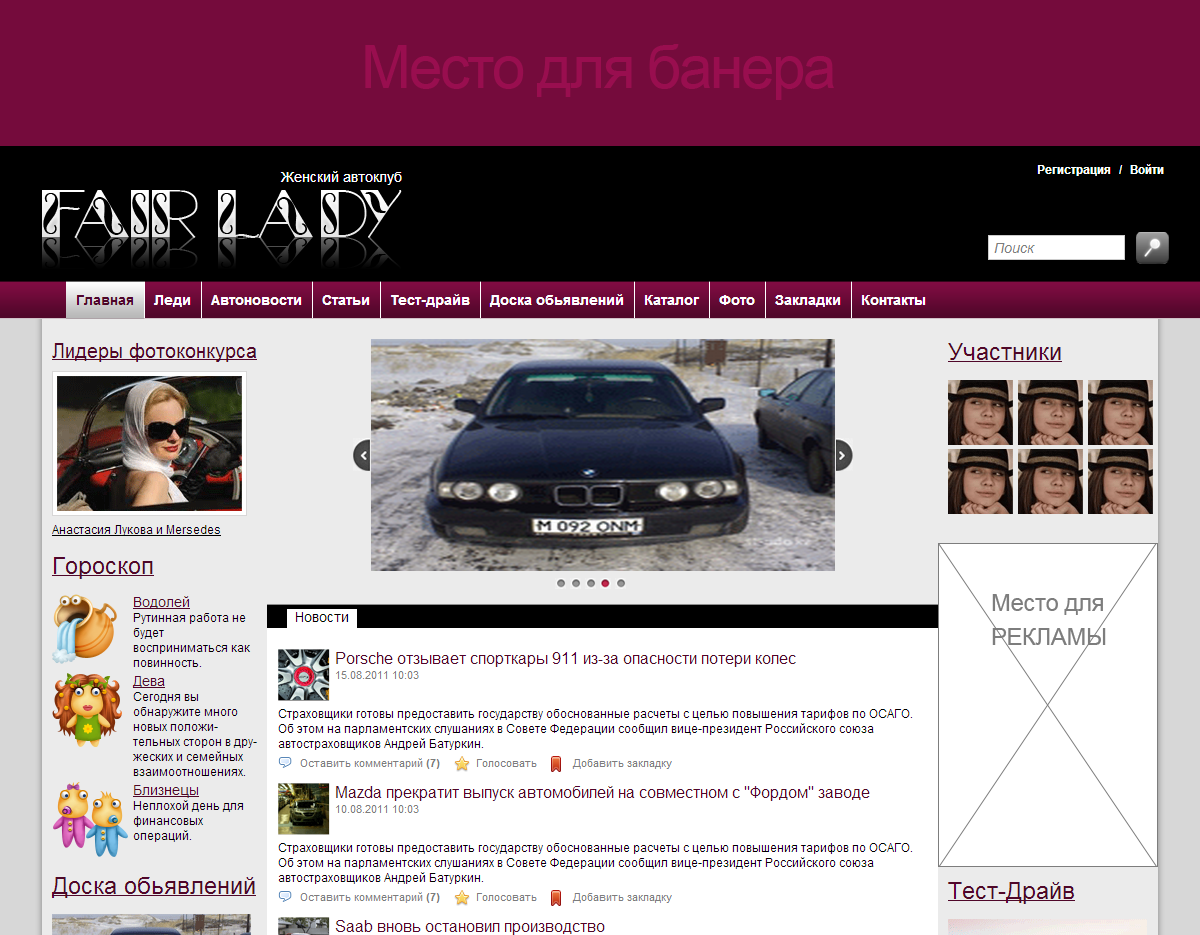 Место для банера
Женский автоклуб
FAIR LADY
Регистрация / Войти
Поиск
Главная
Леди
Автоновости
Статьи
Тест-драйв
Доска обьявлений
Каталог
Фото
Закладки
Контакты
Лидеры фотоконкурса
Анастасия Лукова и Mersedes
Гороскоп
Водолей
Рутинная работа не
будет
восприниматься как
повинность.
Дева
Сегодня вы
обнаружите много
новых положи-
тельных сторон в дру-
жеских и семейных
взаимоотношениях.
Близнецы
Неплохой день для
финансовых
операций.
Доска обьявлений
M 092 ONM
Новости
Porsche отзывает спорткары 911 из-за опасности потери колес
15.08.2011 10:03
Страховщики готовы предоставить государству обоснованные расчеты с целью повышения тарифов по ОСАГО.
Об этом на парламентских слушаниях в Совете Федерации сообщил вице-президент Российского союза
автостраховщиков Андрей Батуркин.
Оставить комментарий (7) Голосовать Добавить закладку
Mazda прекратит выпуск автомобилей на совместном с "Фордом" заводе
10.08.2011 10:03
Страховщики готовы предоставить государству обоснованные расчеты с целью повышения тарифов по ОСАГО.
Об этом на парламентских слушаниях в Совете Федерации сообщил вице-президент Российского союза
автостраховщиков Андрей Батуркин.
Оставить комментарий (7) Голосовать Добавить закладку
Saab вновь остановил производство
Участники
Место для
РЕКЛАМЫ
Тест-Драйв